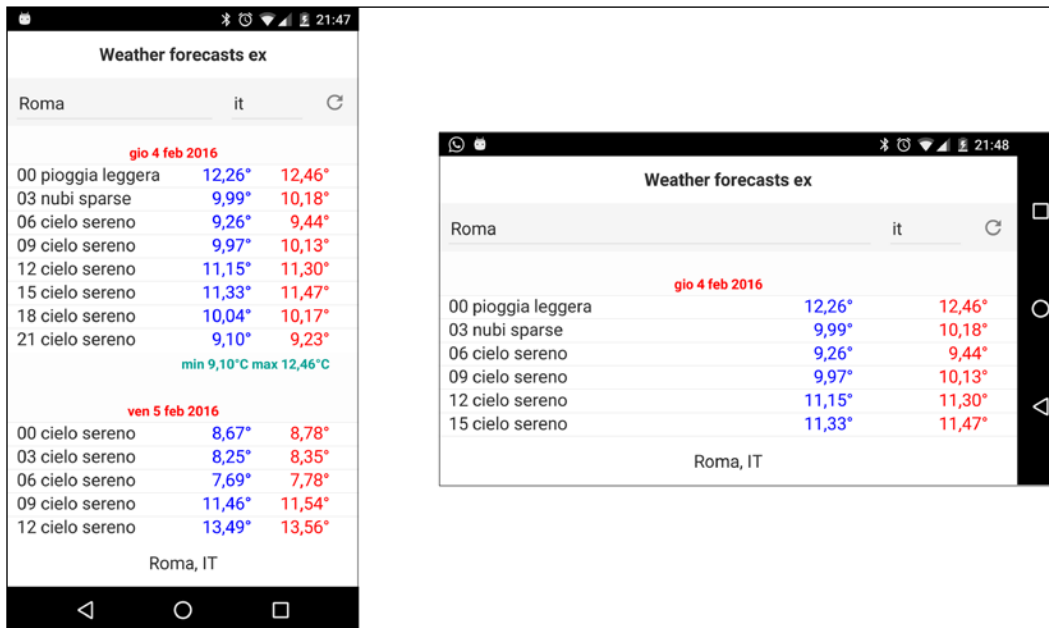 21:47
Weather forecasts ex
Roma it
gio 4 feb 2016
00 pioggia leggera 12,26° 12,46°
03 nubi sparse 9,99° 10,18°
06 cielo sereno 9,26° 9,44°
09 cielo sereno 9,97° 10,13°
12 cielo sereno 11,15° 11,30°
15 cielo sereno 11,33° 11,47°
18 cielo sereno 10,04° 10,17°
21 cielo sereno 9,10° 9,23°
min 9,10°C max 12,46°C
ven 5 feb 2016
00 cielo sereno 8,67° 8,78°
03 cielo sereno 8,25° 8,35°
06 cielo sereno 7,69° 7,78°
09 cielo sereno 11,46° 11,54°
12 cielo sereno 13,49° 13,56°
Roma, IT
21:48
Weather forecasts ex
Roma it
gio 4 feb 2016
00 pioggia leggera 12,26° 12,46°
03 nubi sparse 9,99° 10,18°
06 cielo sereno 9,26° 9,44°
09 cielo sereno 9,97° 10,13°
12 cielo sereno 11,15° 11,30°
15 cielo sereno 11,33° 11,47°
Roma, IT